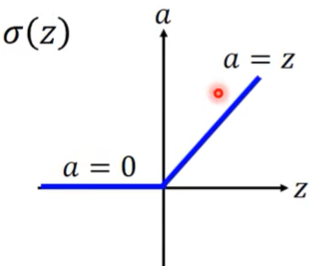 a
σ(z)
a = z
a = 0
z